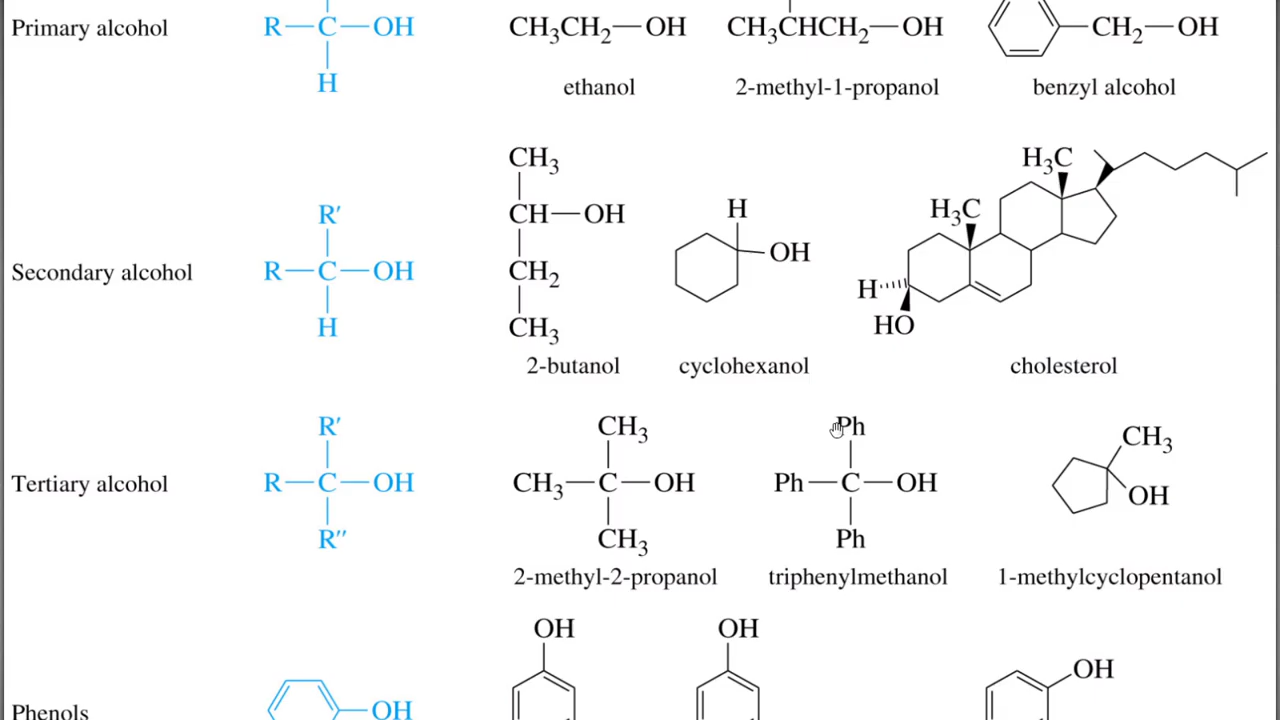 Primary alcohol R—C—OH CH₃CH₂—OH CH₃CHCH₂—OH CH₂—OH
H
ethanol 2-methyl-1-propanol benzyl alcohol
CH₃ H₃C
R′ CH—OH H H₃C
OH
Secondary alcohol R—C—OH CH₂ H
H CH₃ HO
2-butanol cyclohexanol cholesterol
R′ CH₃ Ph CH₃
Tertiary alcohol R—C—OH CH₃—C—OH Ph—C—OH OH
R″ CH₃ Ph
2-methyl-2-propanol triphenylmethanol 1-methylcyclopentanol
OH OH
OH
Phenols OH